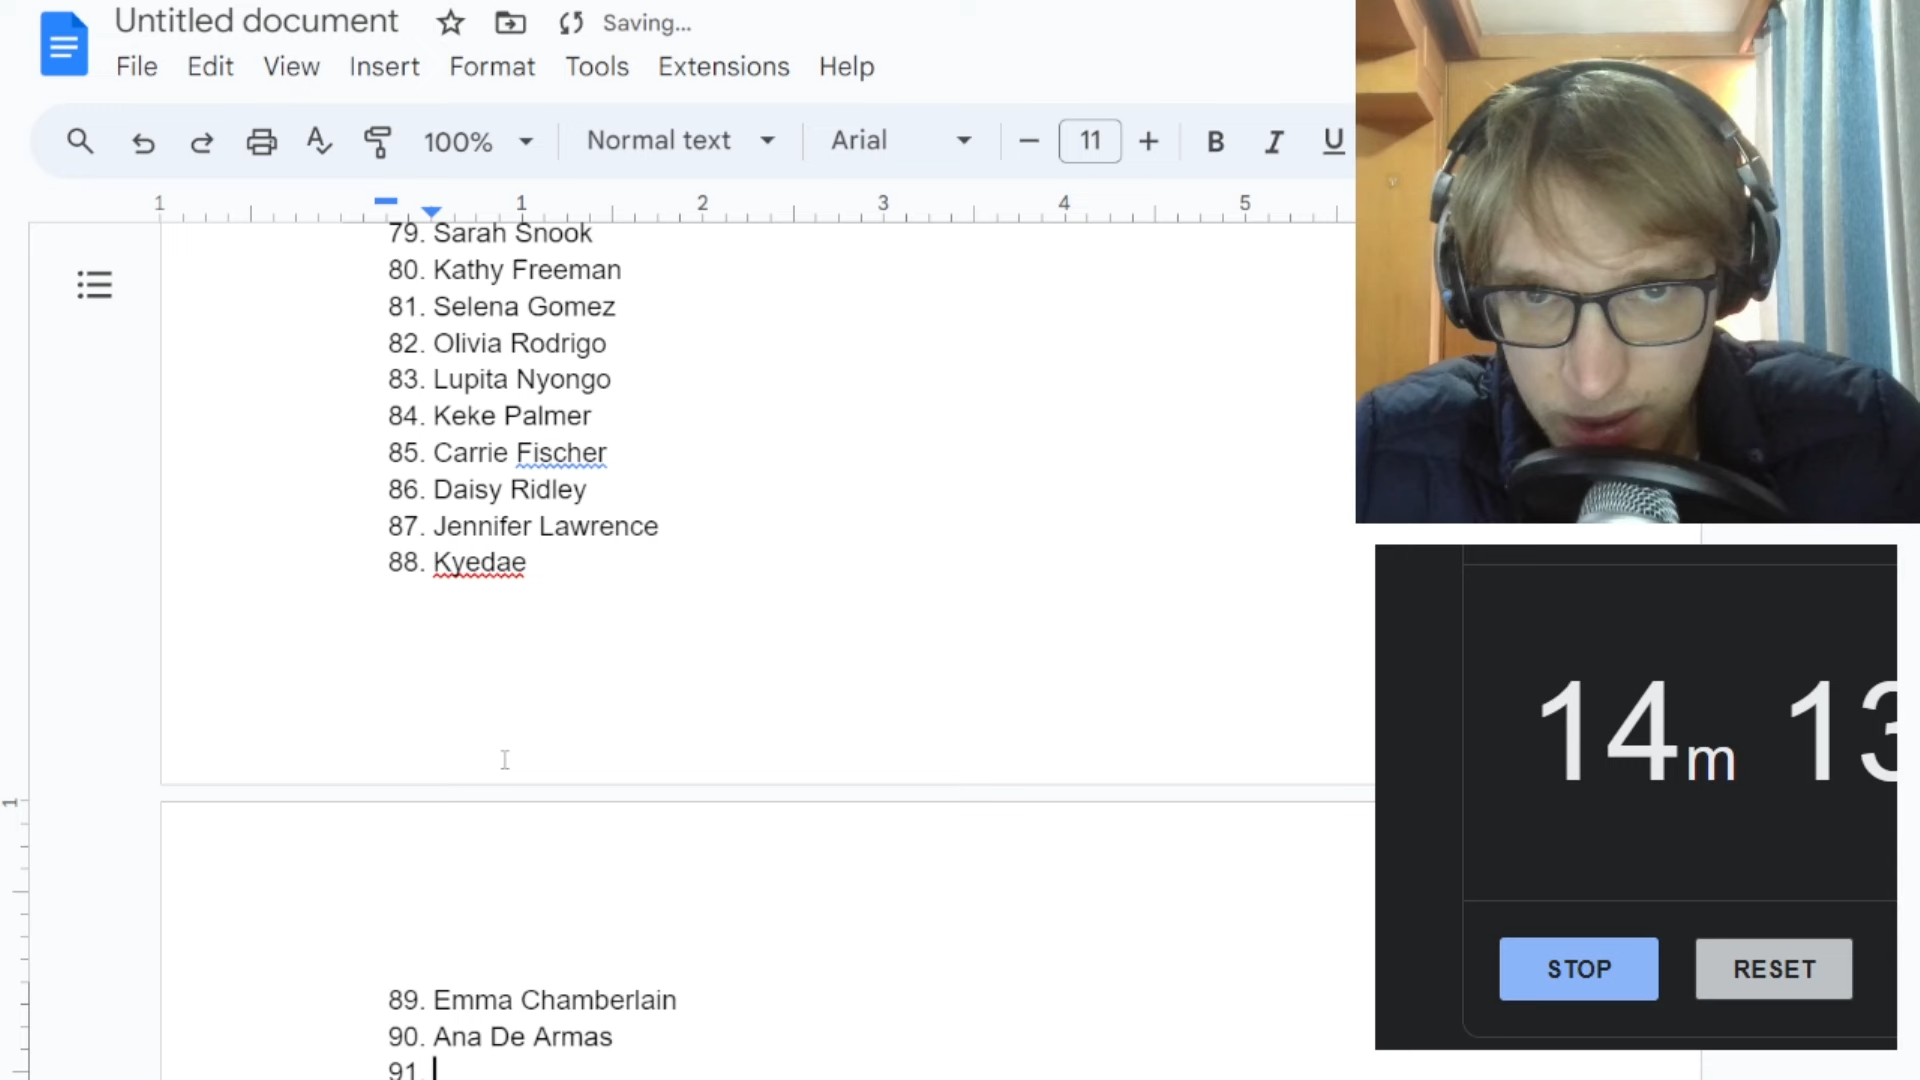 Untitled document
Saving...
File Edit View Insert Format Tools Extensions Help
100% Normal text Arial 11 B I U
1 1 2 3 4 5
79. Sarah Snook
80. Kathy Freeman
81. Selena Gomez
82. Olivia Rodrigo
83. Lupita Nyongo
84. Keke Palmer
85. Carrie Fischer
86. Daisy Ridley
87. Jennifer Lawrence
88. Kyedae
1
89. Emma Chamberlain
90. Ana De Armas
91.
14m 13
STOP RESET